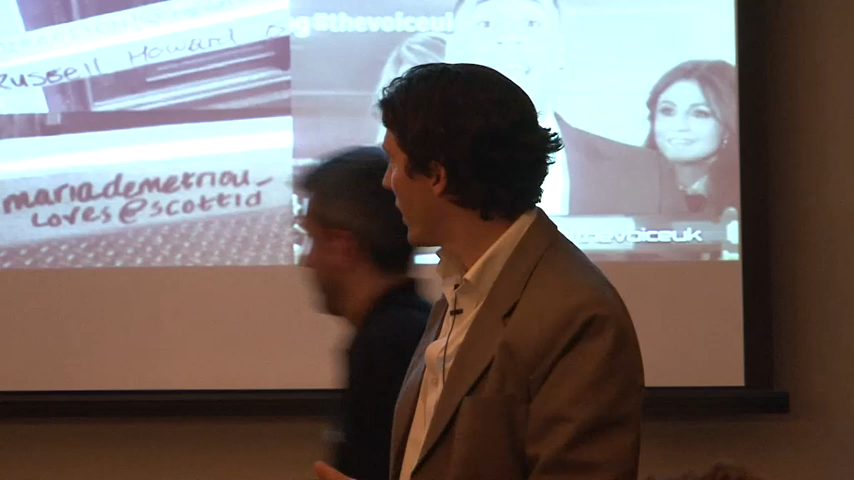 #thevoiceuk
Russell Howard
mariademetriou_
Loves @scottid
thevoiceuk